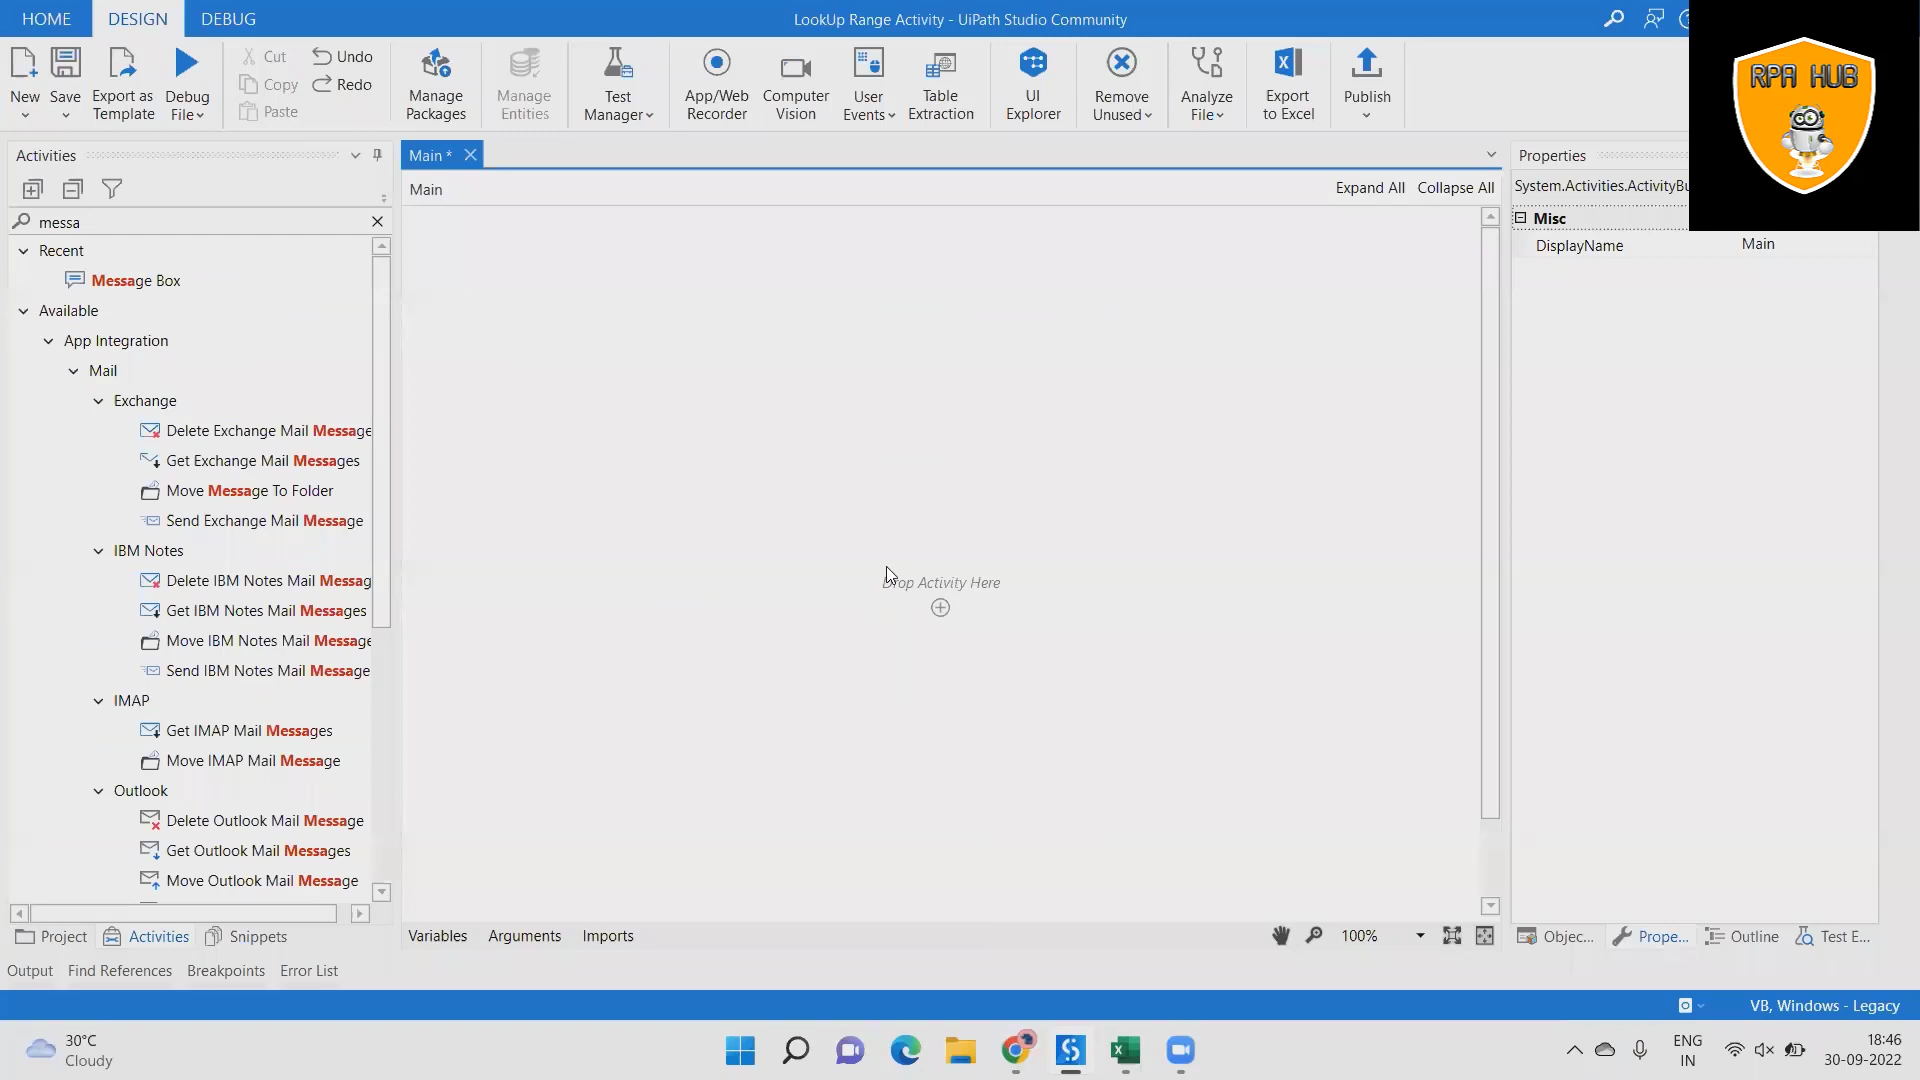 HOME DESIGN DEBUG LookUp Range Activity - UiPath Studio Community
New Save Export as Template Debug File Cut Copy Paste Undo Redo Manage Packages Manage Entities Test Manager App/Web Recorder Computer Vision User Events Table Extraction UI Explorer Remove Unused Analyze File Export to Excel Publish
RPA HUB
Activities
Main *
Properties
Main
Expand All Collapse All
System.Activities.ActivityBu
messa
Misc
DisplayName Main
Recent
Message Box
Available
App Integration
Mail
Exchange
Delete Exchange Mail Message
Get Exchange Mail Messages
Move Message To Folder
Send Exchange Mail Message
IBM Notes
Delete IBM Notes Mail Messag
Get IBM Notes Mail Messages
Move IBM Notes Mail Message
Send IBM Notes Mail Message
IMAP
Get IMAP Mail Messages
Move IMAP Mail Message
Outlook
Delete Outlook Mail Message
Get Outlook Mail Messages
Move Outlook Mail Message
Drop Activity Here
Project Activities Snippets
Variables Arguments Imports
100%
Objec... Prope... Outline Test E...
Output Find References Breakpoints Error List
VB, Windows - Legacy
30°C
Cloudy
ENG
IN
18:46
30-09-2022